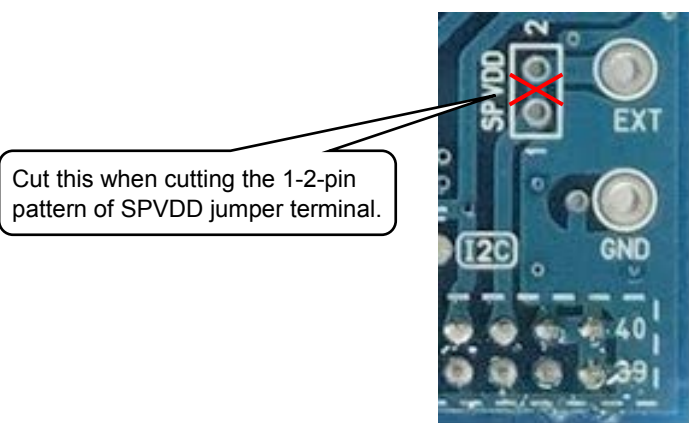 Cut this when cutting the 1-2-pin
pattern of SPVDD jumper terminal.
2
SPVDD
EXT
1
I2C
GND
40
39